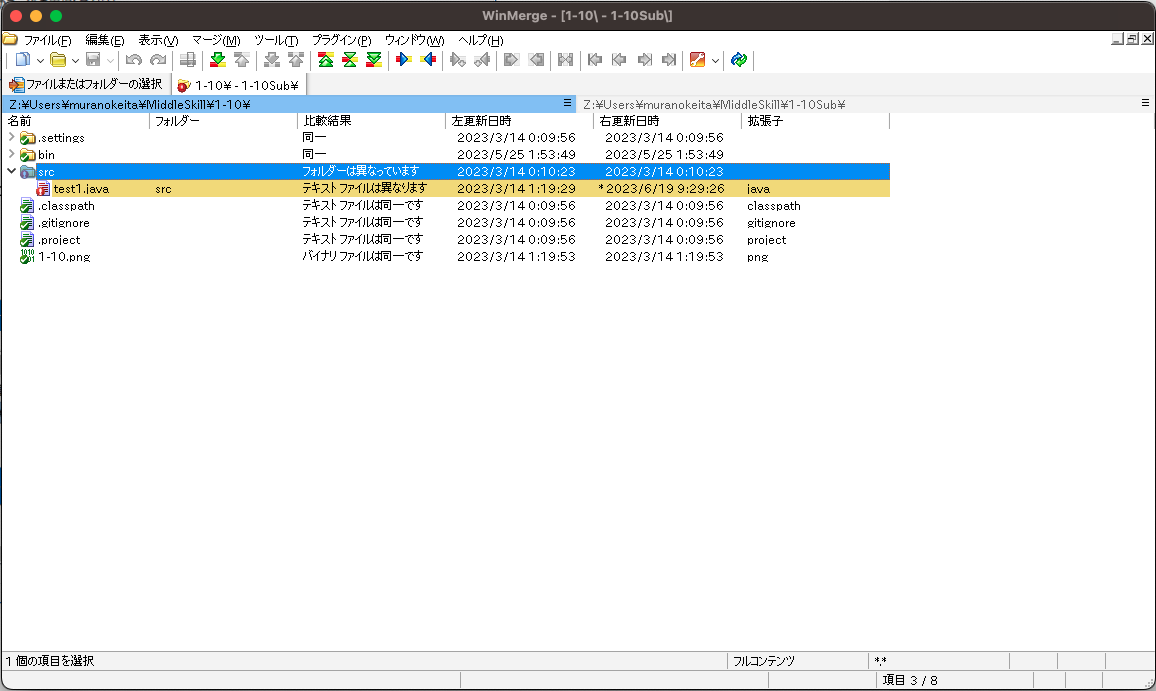 WinMerge - [1-10\ - 1-10Sub\]
ファイル(F) 編集(E) 表示(V) マージ(M) ツール(T) プラグイン(P) ウィンドウ(W) ヘルプ(H)
ファイルまたはフォルダーの選択 1-10¥ - 1-10Sub¥
Z:¥Users¥muranokeita¥MiddleSkill¥1-10¥ Z:¥Users¥muranokeita¥MiddleSkill¥1-10Sub¥
名前 フォルダー 比較結果 左更新日時 右更新日時 拡張子
.settings 同一 2023/3/14 0:09:56 2023/3/14 0:09:56
bin 同一 2023/5/25 1:53:49 2023/5/25 1:53:49
src フォルダーは異なっています 2023/3/14 0:10:23 2023/3/14 0:10:23
test1.java src テキスト ファイルは異なります 2023/3/14 1:19:29 *2023/6/19 9:29:26 java
.classpath テキスト ファイルは同一です 2023/3/14 0:09:56 2023/3/14 0:09:56 classpath
.gitignore テキスト ファイルは同一です 2023/3/14 0:09:56 2023/3/14 0:09:56 gitignore
.project テキスト ファイルは同一です 2023/3/14 0:09:56 2023/3/14 0:09:56 project
1-10.png バイナリ ファイルは同一です 2023/3/14 1:19:53 2023/3/14 1:19:53 png
1 個の項目を選択 フルコンテンツ *.*
項目 3 / 8